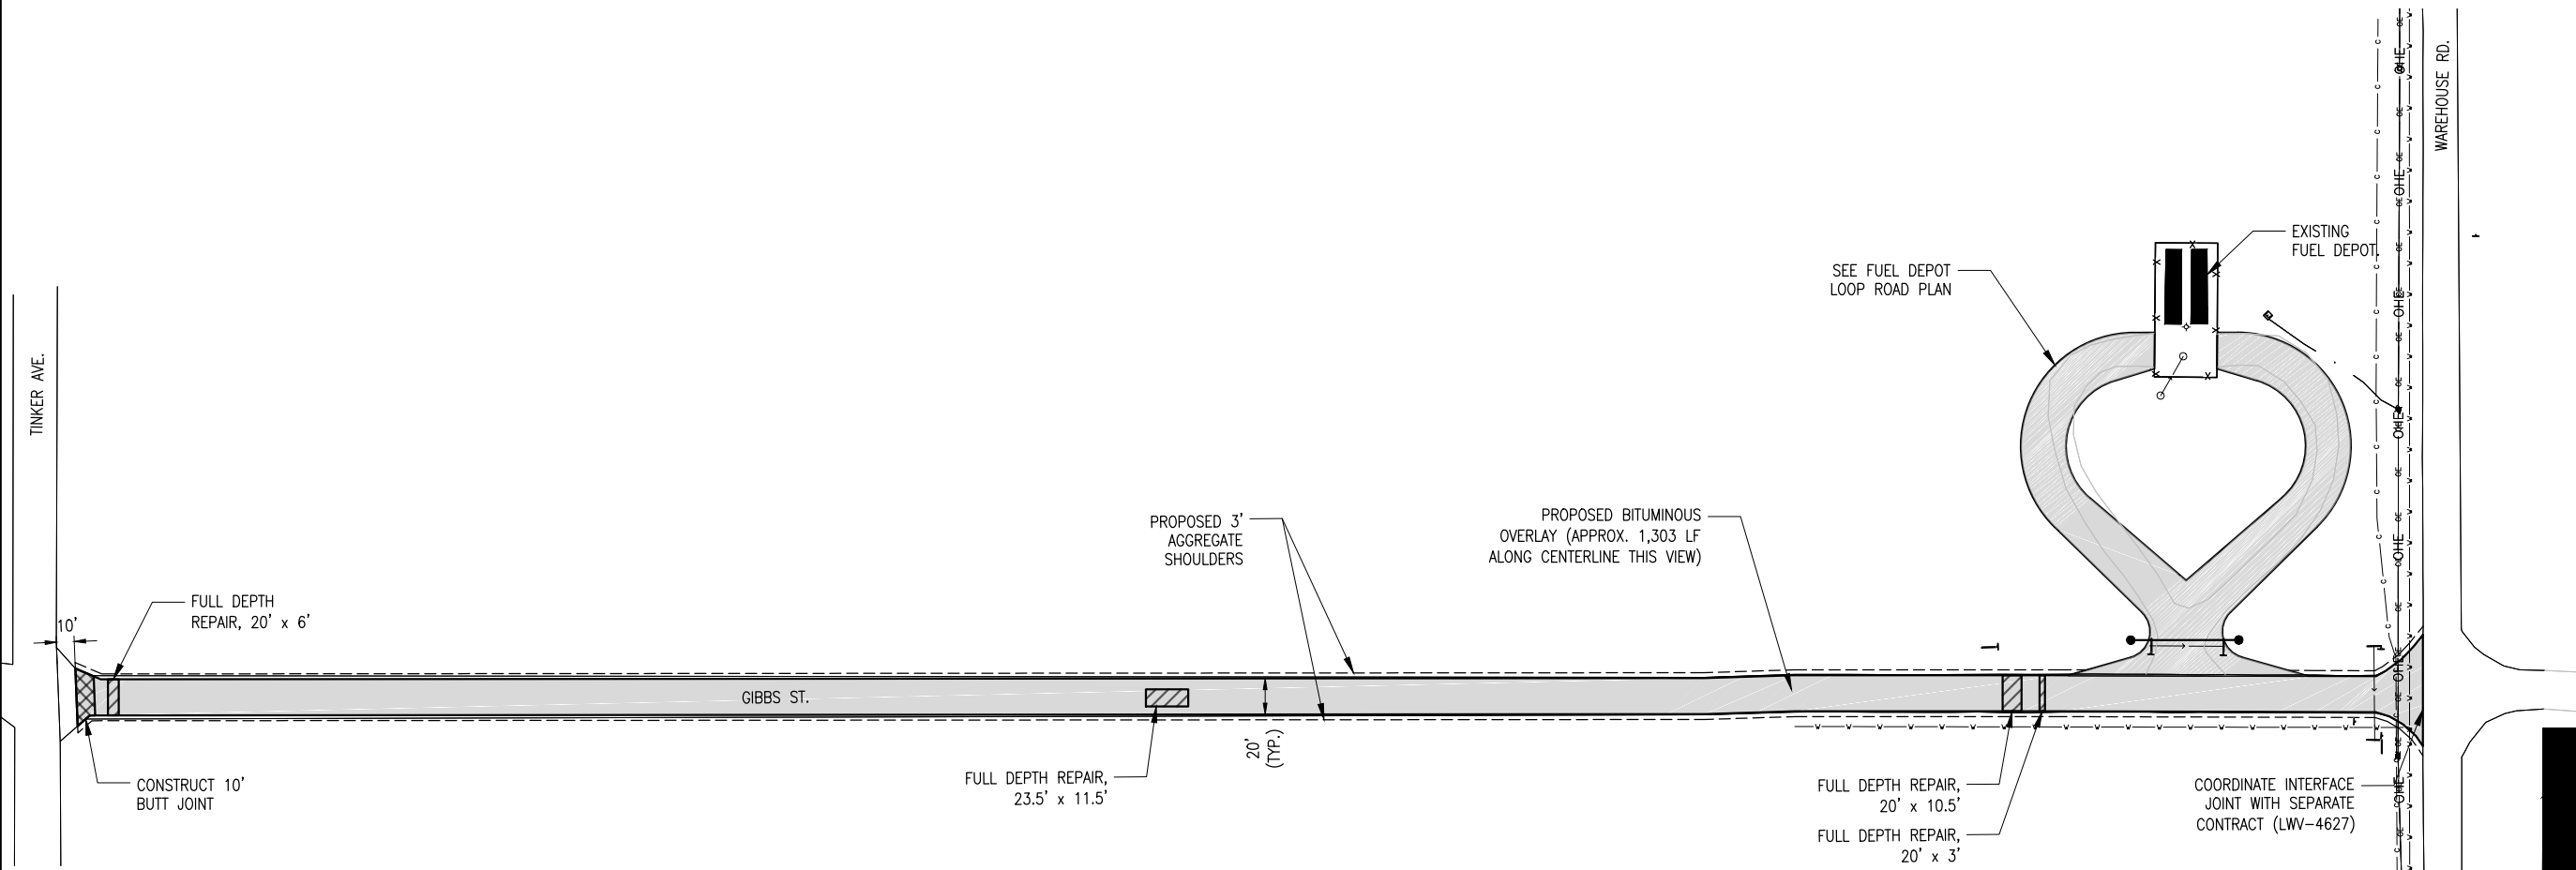 TINKER AVE.
10'
FULL DEPTH
REPAIR, 20' x 6'
CONSTRUCT 10'
BUTT JOINT
GIBBS ST.
PROPOSED 3'
AGGREGATE
SHOULDERS
FULL DEPTH REPAIR,
23.5' x 11.5'
20'
(TYP.)
PROPOSED BITUMINOUS
OVERLAY (APPROX. 1,303 LF
ALONG CENTERLINE THIS VIEW)
SEE FUEL DEPOT
LOOP ROAD PLAN
EXISTING
FUEL DEPOT.
FULL DEPTH REPAIR,
20' x 10.5'
FULL DEPTH REPAIR,
20' x 3'
COORDINATE INTERFACE
JOINT WITH SEPARATE
CONTRACT (LWV-4627)
WAREHOUSE RD.
OHE
OHE
OHE
OHE
OHE
OHE
OHE